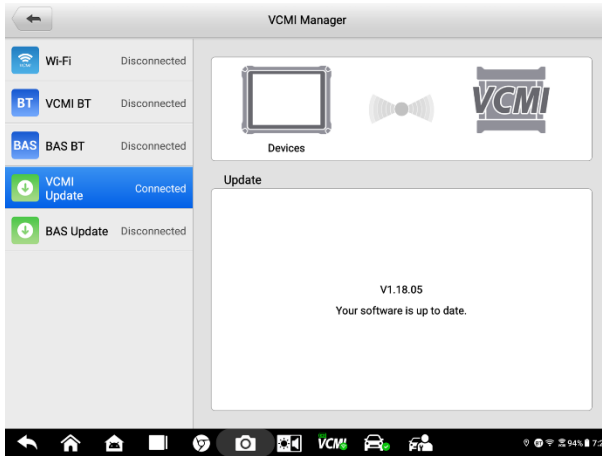 VCMI Manager
Wi-Fi Disconnected
BT VCMI BT Disconnected
BAS BAS BT Disconnected
VCMI Update Connected
BAS Update Disconnected
VCMI
Devices
Update
V1.18.05
Your software is up to date.
VCMI
94%